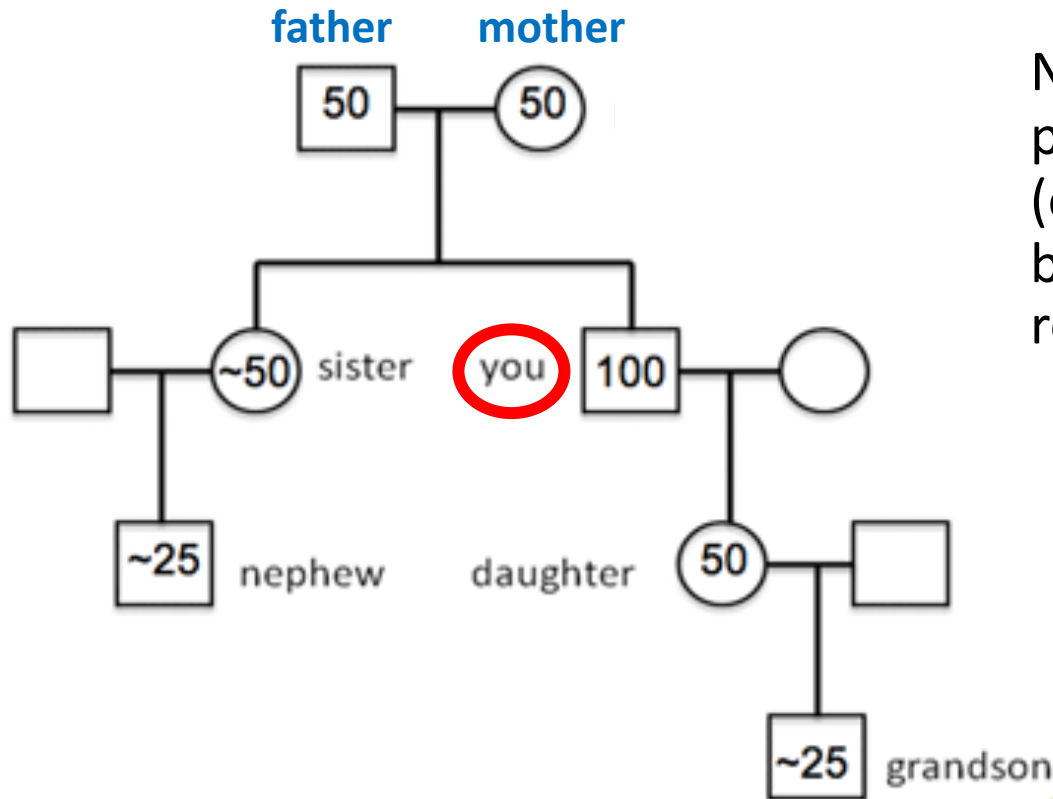 father mother
50 50
~50 sister you 100
~25 nephew daughter 50
~25 grandson